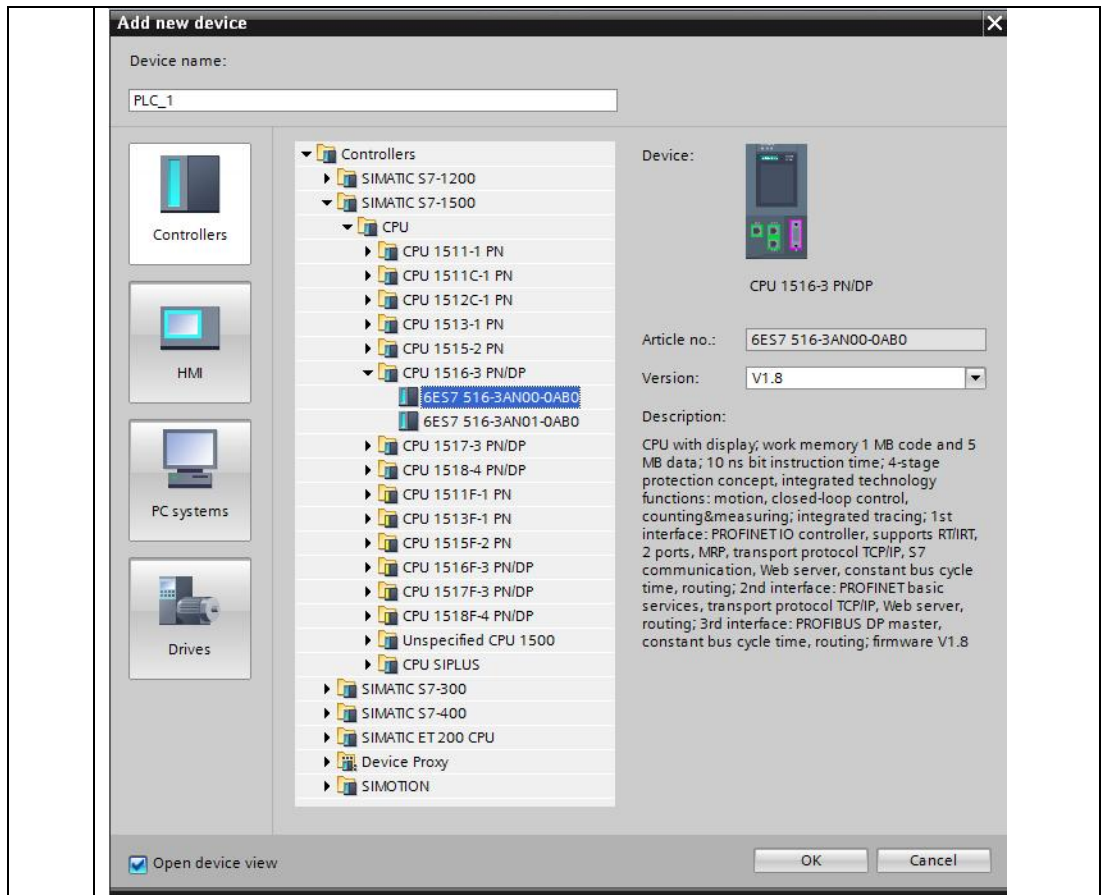 Add new device
Device name:
PLC_1
Controllers
HMI
PC systems
Drives
Controllers
SIMATIC S7-1200
SIMATIC S7-1500
CPU
CPU 1511-1 PN
CPU 1511C-1 PN
CPU 1512C-1 PN
CPU 1513-1 PN
CPU 1515-2 PN
CPU 1516-3 PN/DP
6ES7 516-3AN00-0AB0
6ES7 516-3AN01-0AB0
CPU 1517-3 PN/DP
CPU 1518-4 PN/DP
CPU 1511F-1 PN
CPU 1513F-1 PN
CPU 1515F-2 PN
CPU 1516F-3 PN/DP
CPU 1517F-3 PN/DP
CPU 1518F-4 PN/DP
Unspecified CPU 1500
CPU SIPLUS
SIMATIC S7-300
SIMATIC S7-400
SIMATIC ET 200 CPU
Device Proxy
SIMOTION
Device:
CPU 1516-3 PN/DP
Article no.: 6ES7 516-3AN00-0AB0
Version: V1.8
Description:
CPU with display; work memory 1 MB code and 5
MB data; 10 ns bit instruction time; 4-stage
protection concept, integrated technology
functions: motion, closed-loop control,
counting&measuring; integrated tracing; 1st
interface: PROFINET IO controller, supports RT/IRT,
2 ports, MRP, transport protocol TCP/IP, S7
communication, Web server, constant bus cycle
time, routing; 2nd interface: PROFINET basic
services, transport protocol TCP/IP, Web server,
routing; 3rd interface: PROFIBUS DP master,
constant bus cycle time, routing; firmware V1.8
Open device view
OK
Cancel